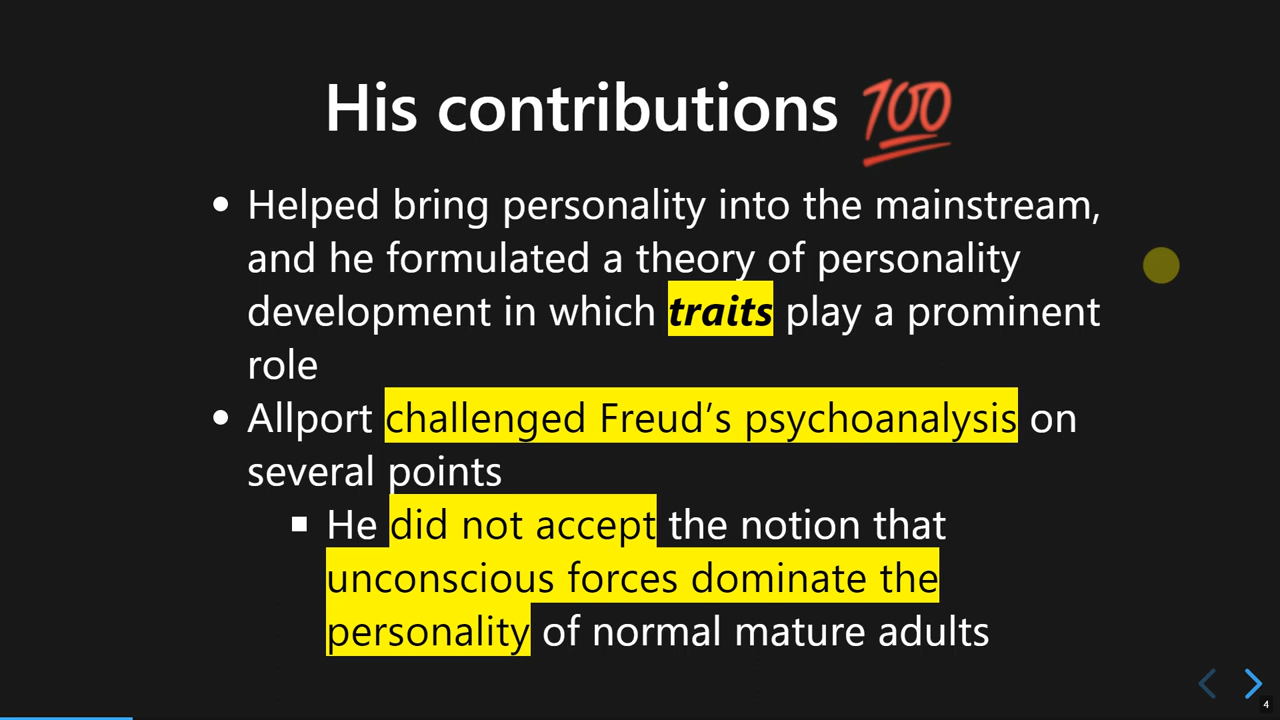 His contributions 💯
Helped bring personality into the mainstream,
and he formulated a theory of personality
development in which traits play a prominent
role
Allport challenged Freud’s psychoanalysis on
several points
He did not accept the notion that
unconscious forces dominate the
personality of normal mature adults
4